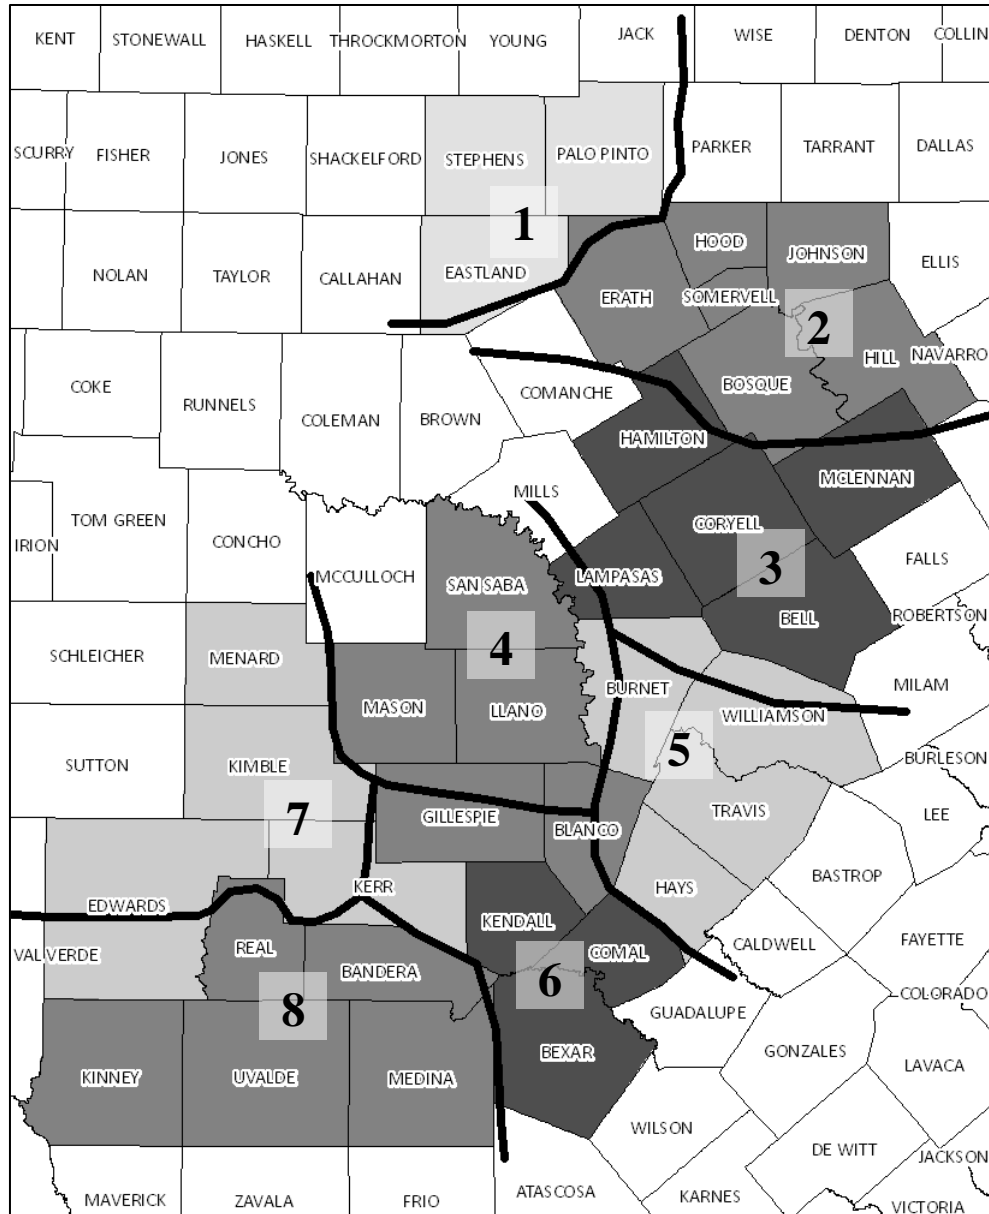 KENT STONEWALL HASKELL THROCKMORTON YOUNG JACK WISE DENTON COLLIN
SCURRY FISHER JONES SHACKELFORD STEPHENS PALO PINTO PARKER TARRANT DALLAS
1
NOLAN TAYLOR CALLAHAN EASTLAND HOOD JOHNSON ELLIS
ERATH SOMERVELL
2
COKE RUNNELS COLEMAN BROWN COMANCHE BOSQUE HILL NAVARRO
HAMILTON
MCLENNAN
IRION TOM GREEN CONCHO MILLS CORYELL
MCCULLOCH SAN SABA LAMPASAS 3 FALLS
BELL ROBERTSON
SCHLEICHER MENARD 4
MASON LLANO BURNET WILLIAMSON MILAM
SUTTON KIMBLE 5 BURLESON
7 GILLESPIE BLANCO TRAVIS LEE
KERR HAYS BASTROP
EDWARDS KENDALL
VAL VERDE REAL BANDERA COMAL CALDWELL FAYETTE
8 6 GUADALUPE COLORADO
KINNEY UVALDE MEDINA BEXAR GONZALES LAVACA
WILSON DE WITT
MAVERICK ZAVALA FRIO ATASCOSA KARNES JACKSON
VICTORIA